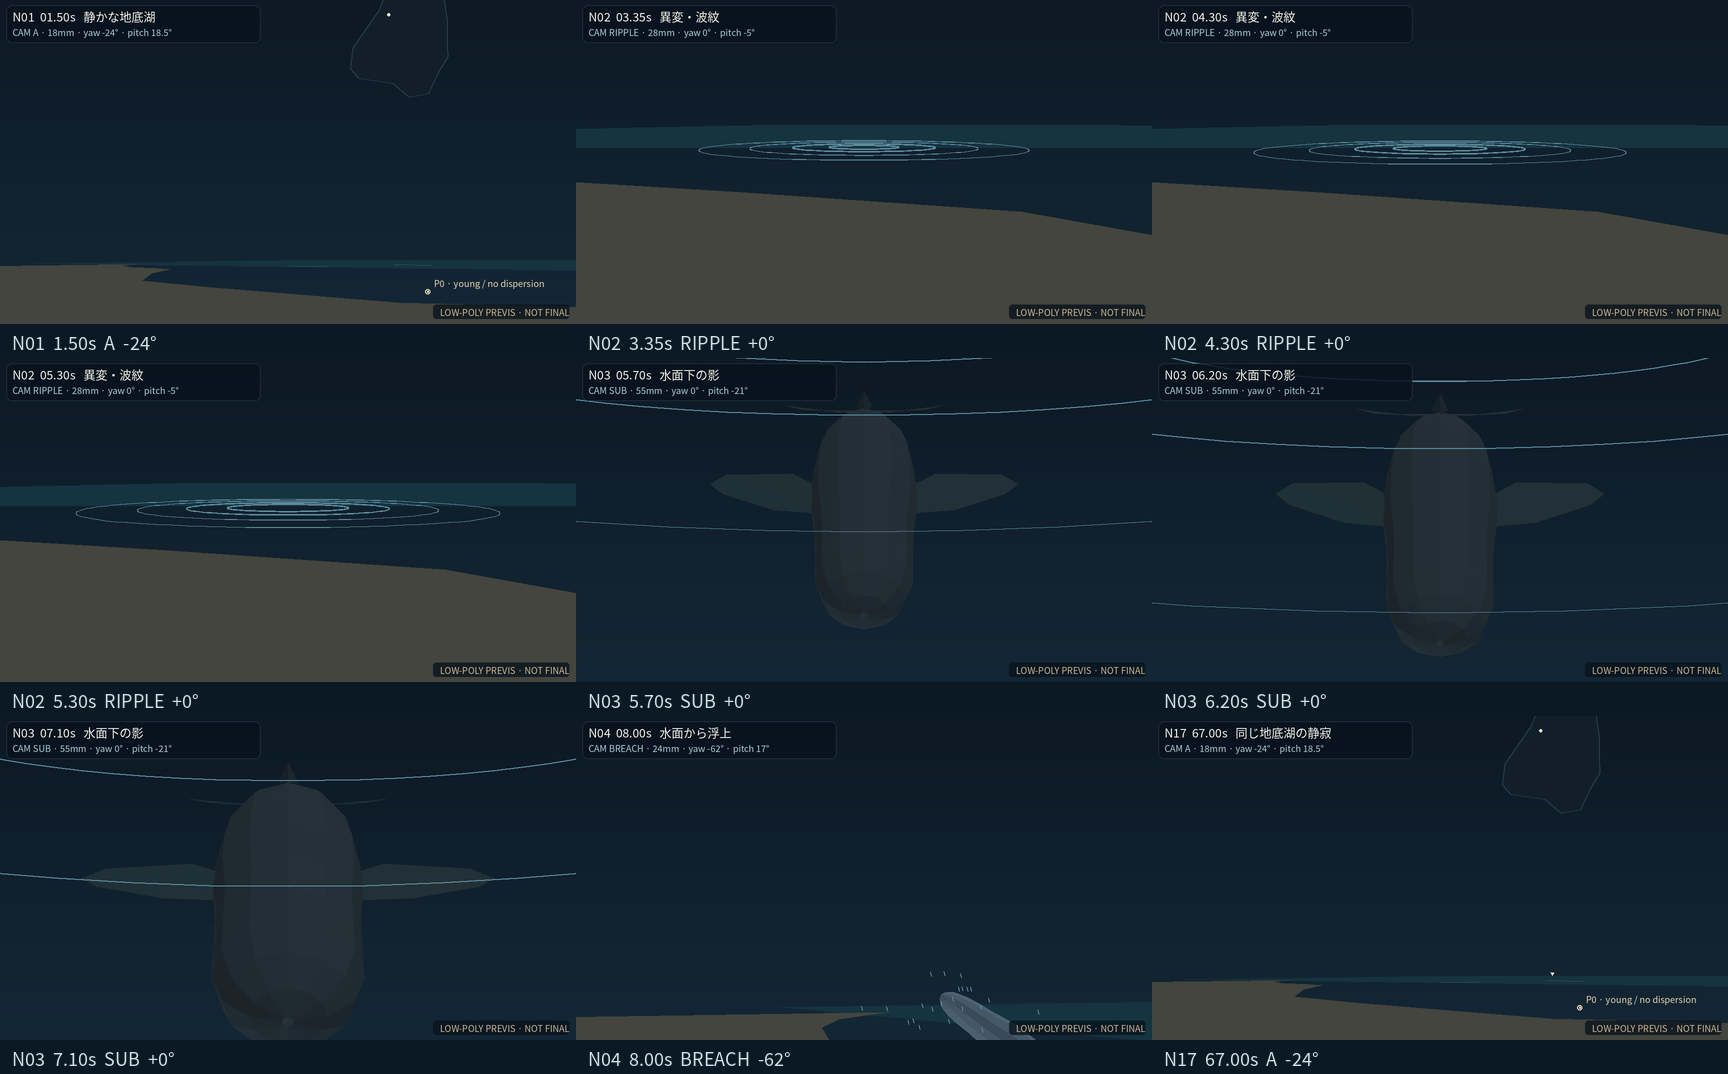 N01 01.50s 静かな地底湖
CAM A · 18mm · yaw -24° · pitch 18.5°
P0 · young / no dispersion
LOW-POLY PREVIS · NOT FINAL
N01 1.50s A -24°
N02 03.35s 異変・波紋
CAM RIPPLE · 28mm · yaw 0° · pitch -5°
LOW-POLY PREVIS · NOT FINAL
N02 3.35s RIPPLE +0°
N02 04.30s 異変・波紋
CAM RIPPLE · 28mm · yaw 0° · pitch -5°
LOW-POLY PREVIS · NOT FINAL
N02 4.30s RIPPLE +0°
N02 05.30s 異変・波紋
CAM RIPPLE · 28mm · yaw 0° · pitch -5°
LOW-POLY PREVIS · NOT FINAL
N02 5.30s RIPPLE +0°
N03 05.70s 水面下の影
CAM SUB · 55mm · yaw 0° · pitch -21°
LOW-POLY PREVIS · NOT FINAL
N03 5.70s SUB +0°
N03 06.20s 水面下の影
CAM SUB · 55mm · yaw 0° · pitch -21°
LOW-POLY PREVIS · NOT FINAL
N03 6.20s SUB +0°
N03 07.10s 水面下の影
CAM SUB · 55mm · yaw 0° · pitch -21°
LOW-POLY PREVIS · NOT FINAL
N03 7.10s SUB +0°
N04 08.00s 水面から浮上
CAM BREACH · 24mm · yaw -62° · pitch 17°
LOW-POLY PREVIS · NOT FINAL
N04 8.00s BREACH -62°
N17 67.00s 同じ地底湖の静寂
CAM A · 18mm · yaw -24° · pitch 18.5°
P0 · young / no dispersion
LOW-POLY PREVIS · NOT FINAL
N17 67.00s A -24°